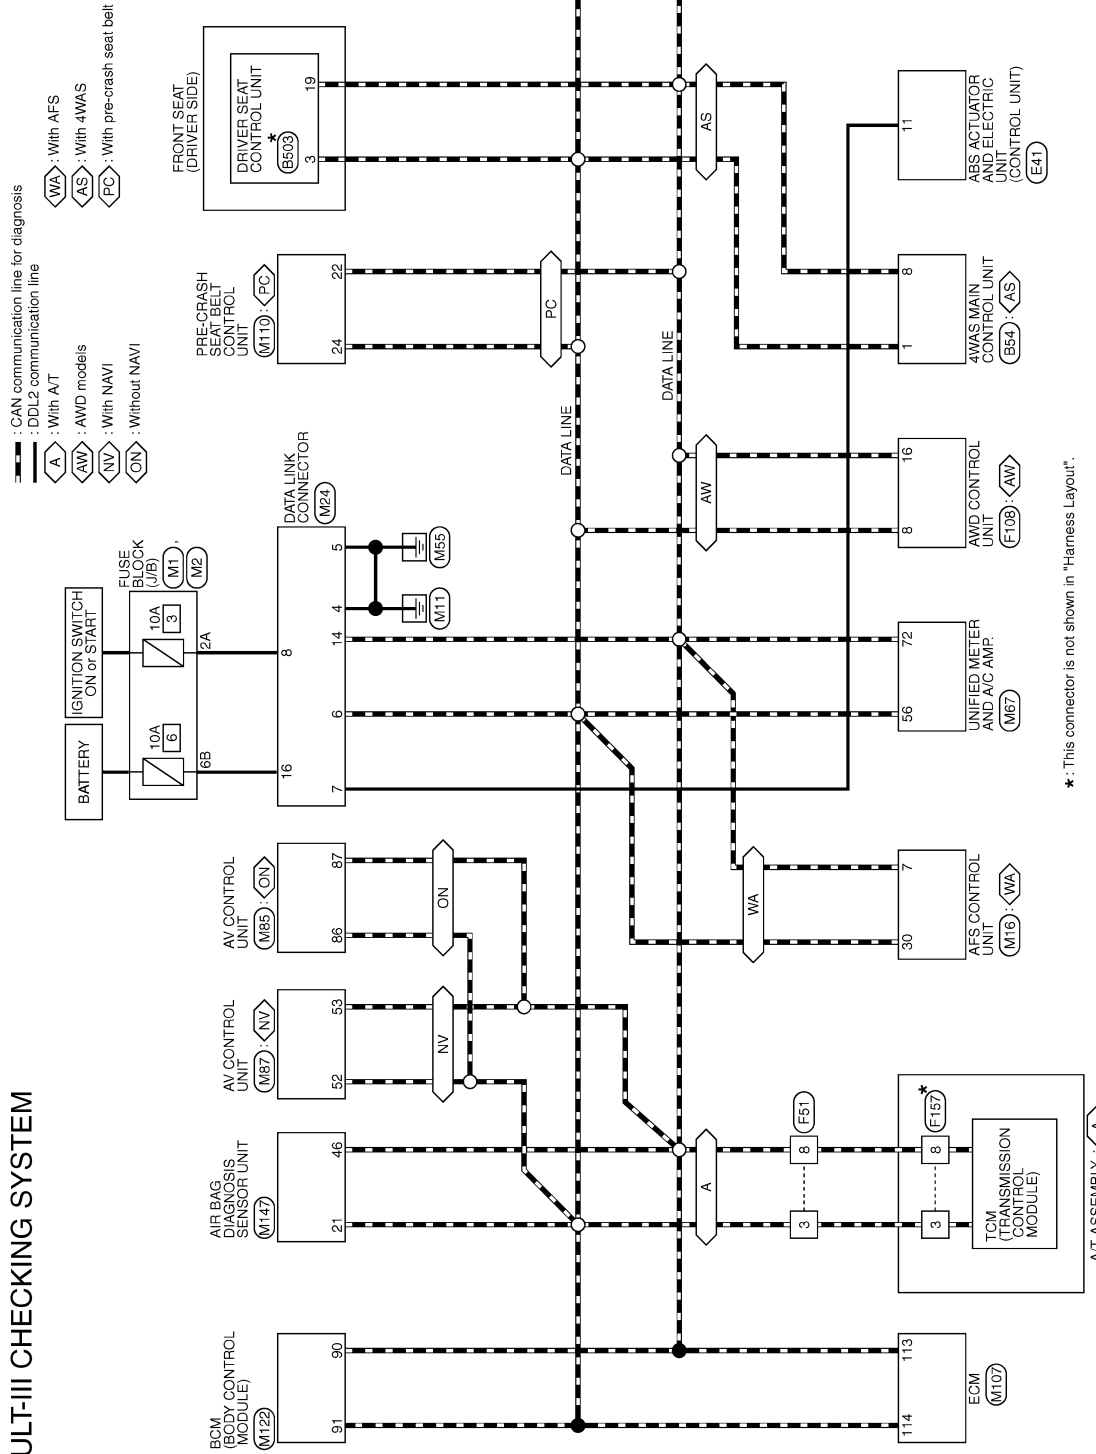 ULT-III CHECKING SYSTEM
: CAN communication line for diagnosis
: DDL2 communication line
A : With A/T
AW : AWD models
NV : With NAVI
ON : Without NAVI
WA : With AFS
AS : With 4WAS
PC : With pre-crash seat belt
BATTERY
IGNITION SWITCH
ON or START
10A
6
10A
3
FUSE
BLOCK
(J/B)
M1 ,
M2
6B
2A
BCM
(BODY CONTROL
MODULE)
M122
91
90
AIR BAG
DIAGNOSIS
SENSOR UNIT
M147
21
46
AV CONTROL
UNIT
M87 : NV
52
53
AV CONTROL
UNIT
M85 : ON
86
87
16
8
7
6
14
4
5
DATA LINK
CONNECTOR
M24
M11
M55
PRE-CRASH
SEAT BELT
CONTROL
UNIT
M110 : PC
24
22
FRONT SEAT
(DRIVER SIDE)
DRIVER SEAT
CONTROL UNIT
*
B503
3
19
NV
ON
PC
DATA LINE
DATA LINE
A
WA
AW
AS
3
8
F51
3
8
F157
*
TCM
(TRANSMISSION
CONTROL
MODULE)
A/T ASSEMBLY : A
114
113
ECM
M107
30
7
AFS CONTROL
UNIT
M16 : WA
56
72
UNIFIED METER
AND A/C AMP.
M67
8
16
AWD CONTROL
UNIT
F108 : AW
1
8
4WAS MAIN
CONTROL UNIT
B54 : AS
11
ABS ACTUATOR
AND ELECTRIC
UNIT
(CONTROL UNIT)
E41
* : This connector is not shown in "Harness Layout".